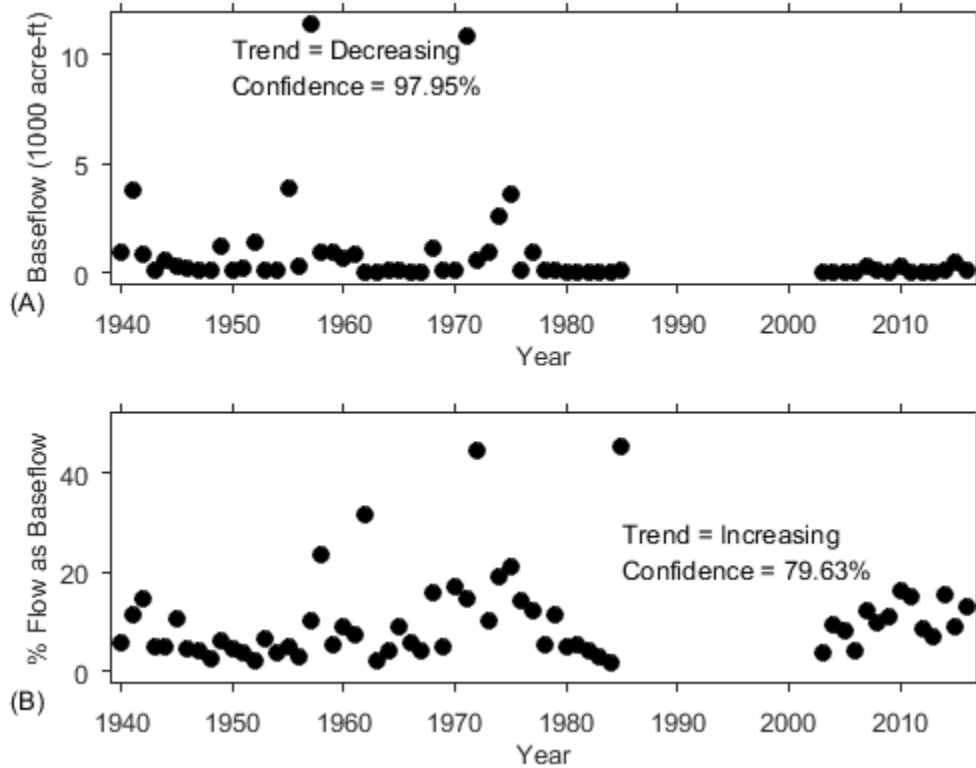 Baseflow (1000 acre-ft)
10
5
0
Trend = Decreasing
Confidence = 97.95%
(A)
1940 1950 1960 1970 1980 1990 2000 2010
Year
% Flow as Baseflow
40
20
0
Trend = Increasing
Confidence = 79.63%
(B)
1940 1950 1960 1970 1980 1990 2000 2010
Year